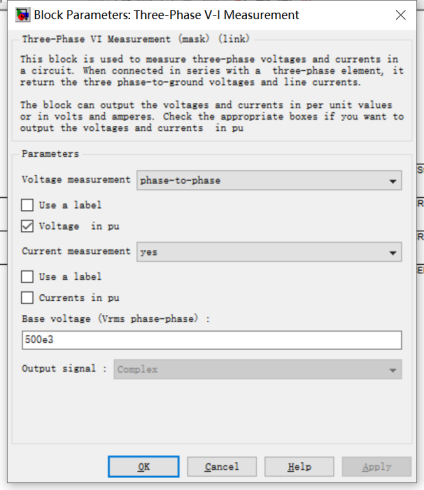 Block Parameters: Three-Phase V-I Measurement
Three-Phase VI Measurement (mask) (link)
This block is used to measure three-phase voltages and currents in
a circuit. When connected in series with a three-phase element, it
return the three phase-to-ground voltages and line currents.
The block can output the voltages and currents in per unit values
or in volts and amperes. Check the appropriate boxes if you want to
output the voltages and currents in pu
Parameters
Voltage measurement phase-to-phase
Use a label
Voltage in pu
Current measurement yes
Use a label
Currents in pu
Base voltage (Vrms phase-phase) :
500e3
Output signal : Complex
OK Cancel Help Apply